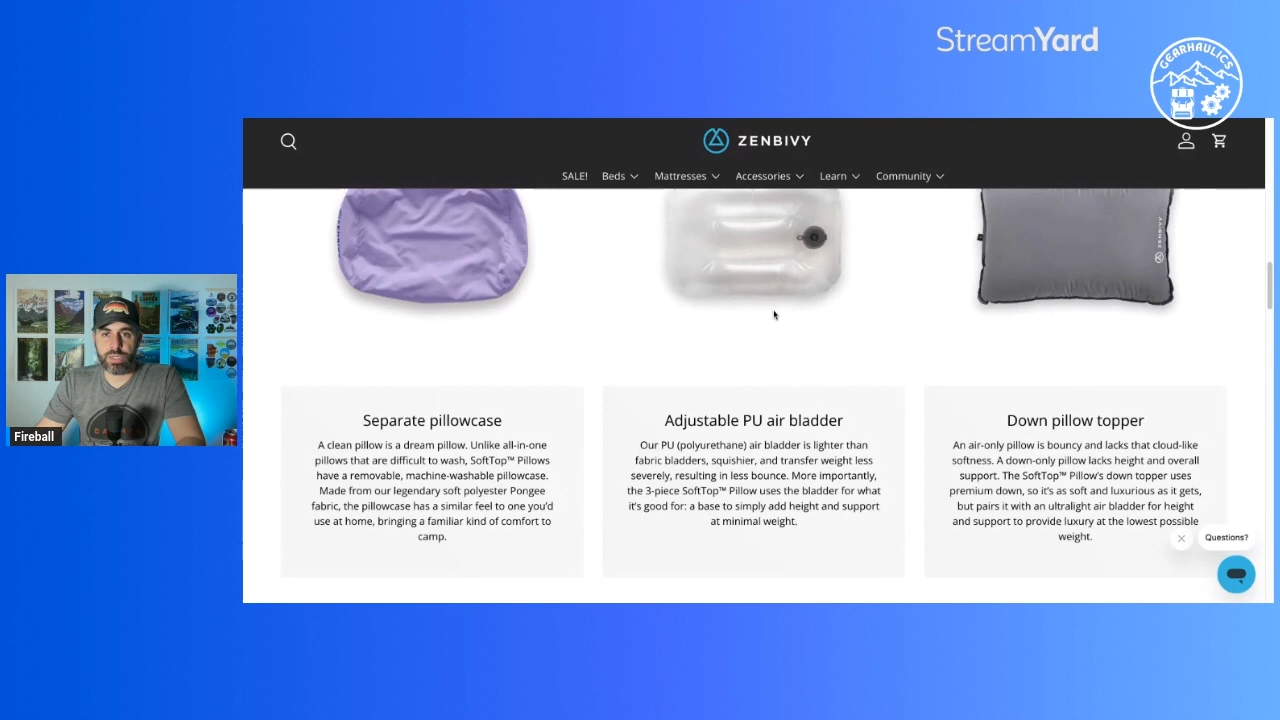 StreamYard
GEARHAULICS
ZENBIVY
SALE! Beds Mattresses Accessories Learn Community
ZENBIVY
Separate pillowcase
A clean pillow is a dream pillow. Unlike all-in-one
pillows that are difficult to wash, SoftTop™ Pillows
have a removable, machine-washable pillowcase.
Made from our legendary soft polyester Pongee
fabric, the pillowcase has a similar feel to one you'd
use at home, bringing a familiar kind of comfort to
camp.
Adjustable PU air bladder
Our PU (polyurethane) air bladder is lighter than
fabric bladders, squishier, and transfer weight less
severely, resulting in less bounce. More importantly,
the 3-piece SoftTop™ Pillow uses the bladder for what
it's good for: a base to simply add height and support
at minimal weight.
Down pillow topper
An air-only pillow is bouncy and lacks that cloud-like
softness. A down-only pillow lacks height and overall
support. The SoftTop™ Pillow's down topper uses
premium down, so it's as soft and luxurious as it gets,
but pairs it with an ultralight air bladder for height
and support to provide luxury at the lowest possible
weight.
Questions?
Fireball